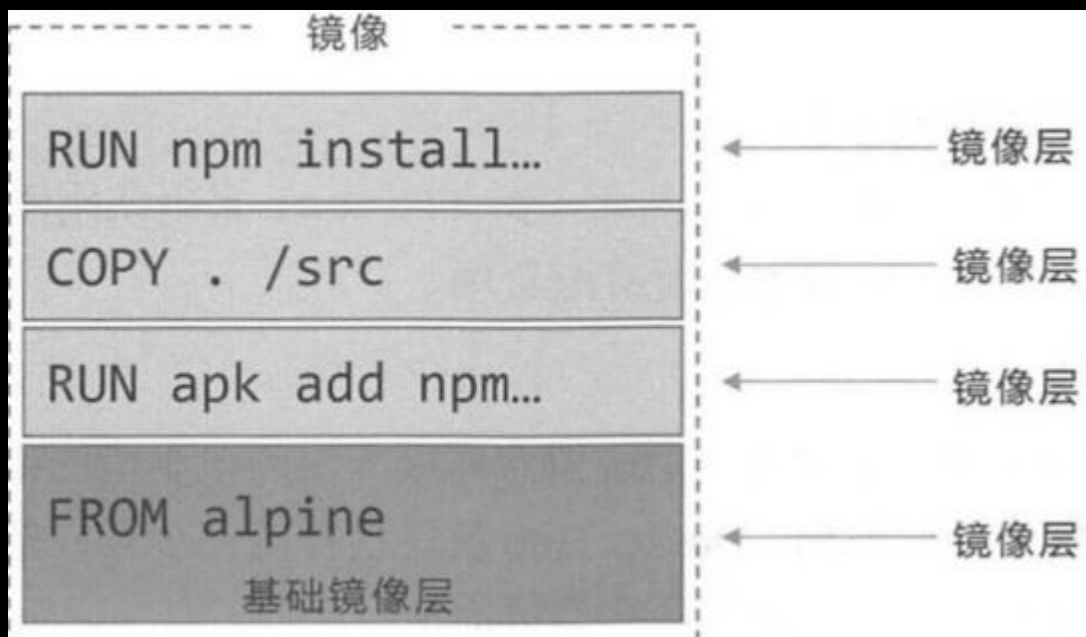 镜像
RUN npm install… 镜像层
COPY . /src 镜像层
RUN apk add npm… 镜像层
FROM alpine 镜像层
基础镜像层